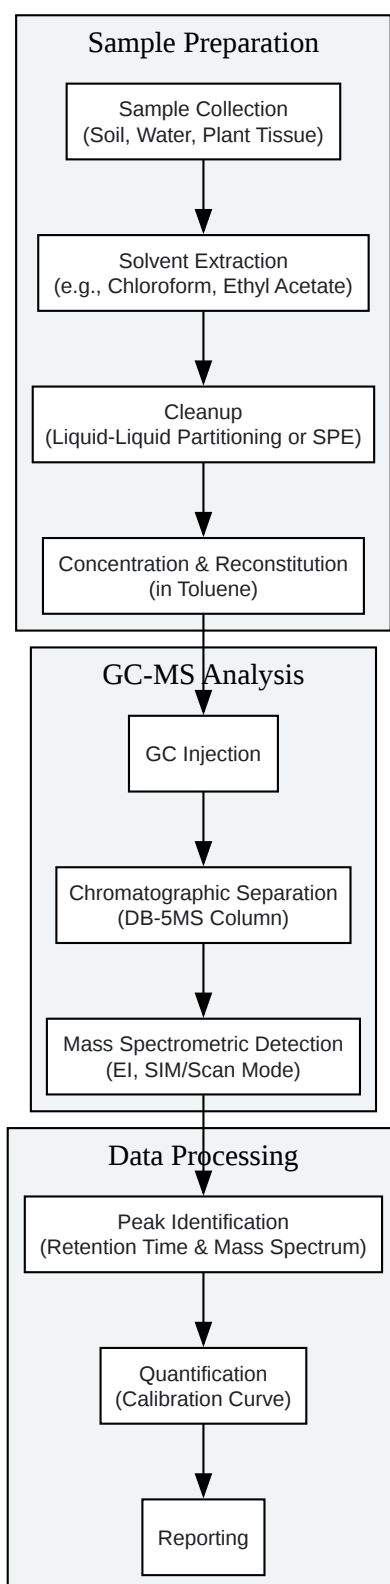 Sample Preparation
Sample Collection
(Soil, Water, Plant Tissue)
Solvent Extraction
(e.g., Chloroform, Ethyl Acetate)
Cleanup
(Liquid-Liquid Partitioning or SPE)
Concentration & Reconstitution
(in Toluene)
GC-MS Analysis
GC Injection
Chromatographic Separation
(DB-5MS Column)
Mass Spectrometric Detection
(EI, SIM/Scan Mode)
Data Processing
Peak Identification
(Retention Time & Mass Spectrum)
Quantification
(Calibration Curve)
Reporting